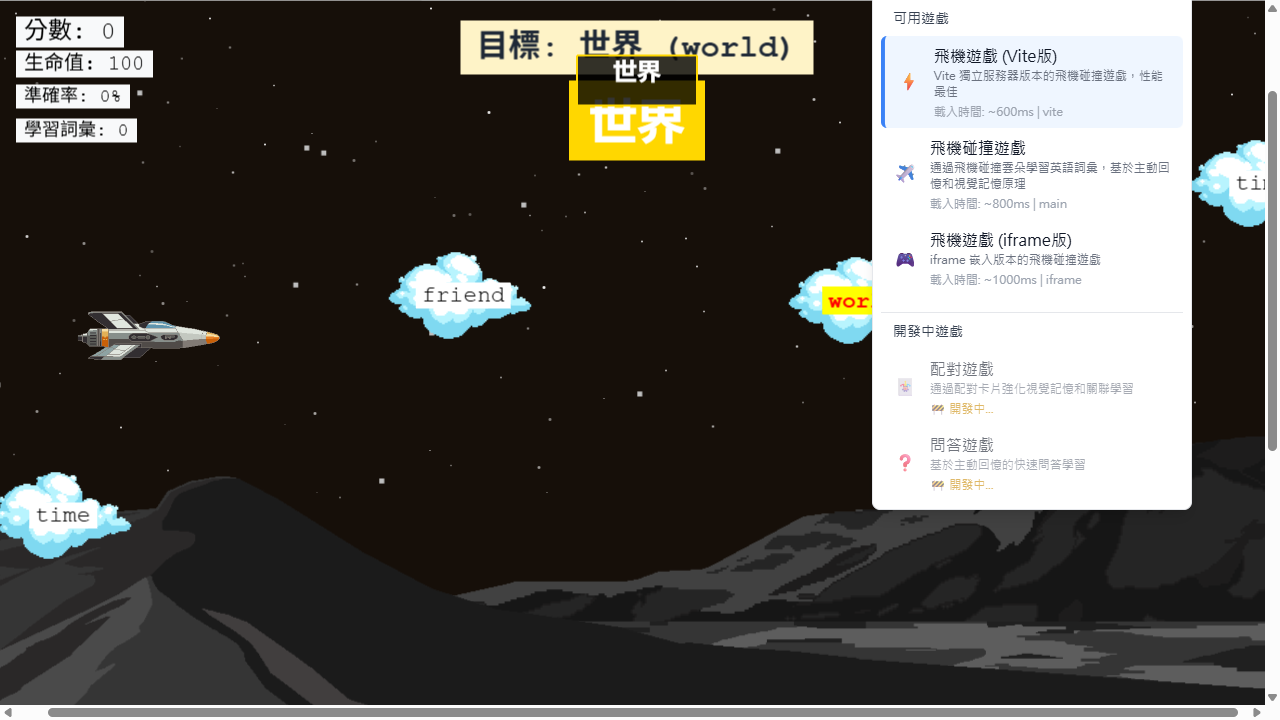 分數: 0
生命值: 100
準確率: 0%
學習詞彙: 0
目標: 世界 (world)
世界
世界
friend
time
可用遊戲
飛機遊戲 (Vite版)
Vite 獨立服務器版本的飛機碰撞遊戲，性能
最佳
載入時間: ~600ms | vite
飛機碰撞遊戲
通過飛機碰撞雲朵學習英語詞彙，基於主動回
憶和視覺記憶原理
載入時間: ~800ms | main
飛機遊戲 (iframe版)
iframe 嵌入版本的飛機碰撞遊戲
載入時間: ~1000ms | iframe
開發中遊戲
配對遊戲
通過配對卡片強化視覺記憶和關聯學習
開發中...
問答遊戲
基於主動回憶的快速問答學習
開發中...